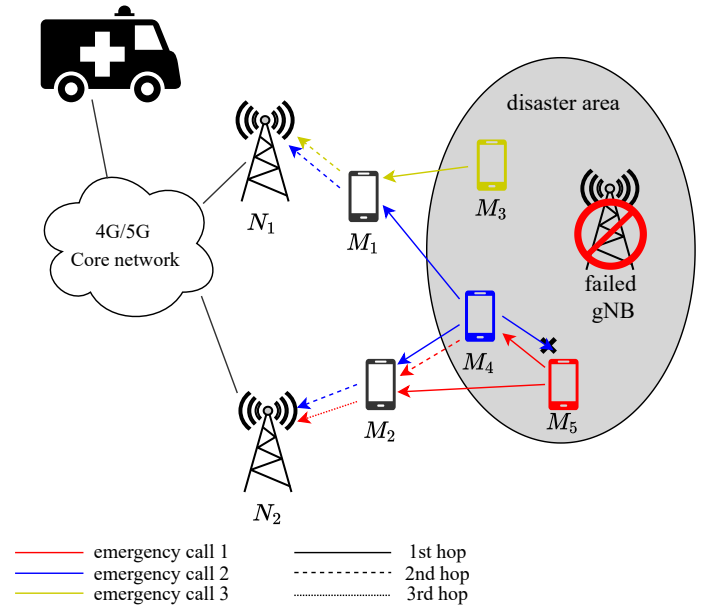 disaster area
N1
M3
M1
4G/5G
Core network
failed
gNB
M4
M2
M5
N2
emergency call 1
1st hop
emergency call 2
2nd hop
emergency call 3
3rd hop